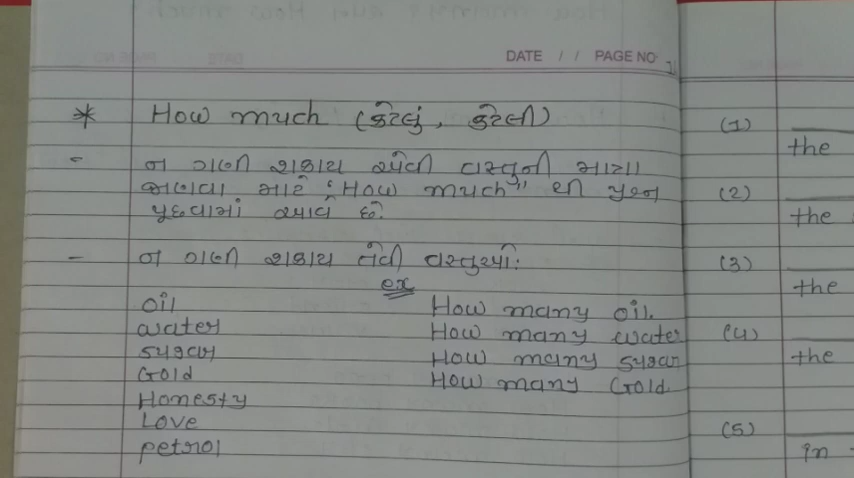 DATE / / PAGE NO.
* How much (કેટલું, કેટલી)
- ન ગણી શકાય એવી વસ્તુની માત્રા
જાણવા માટે "How much" થી પ્રશ્ન
પુછવામાં આવે છે.
- ન ગણી શકાય તેવી વસ્તુઓ:
ex
oil How many oil.
water How many water
sugar How many sugar
Gold How many Gold.
Honesty
Love
petrol
(1)
the
(2)
the
(3)
the
(4)
the
(5)
in